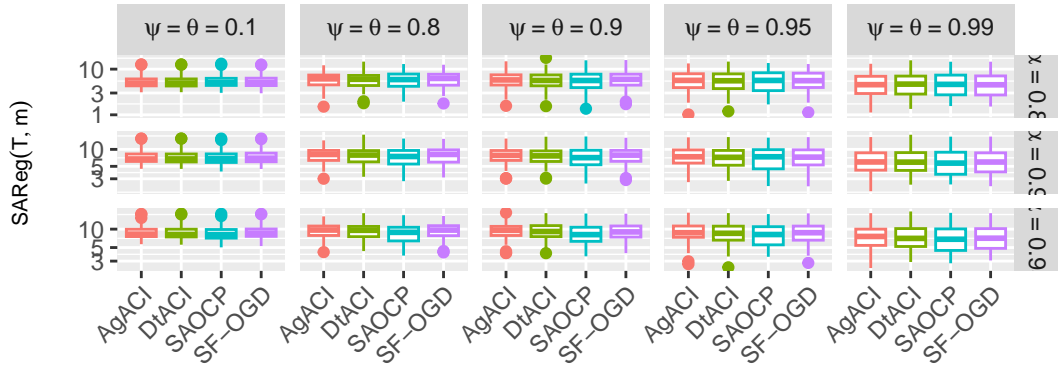 ψ = θ = 0.1
ψ = θ = 0.8
ψ = θ = 0.9
ψ = θ = 0.95
ψ = θ = 0.99
SAReg(T, m)
10
3
1
= 0.8
10
5
3
= 0.9
10
5
3
= 0.9
AgACI
DtACI
SAOCP
SF−OGD
AgACI
DtACI
SAOCP
SF−OGD
AgACI
DtACI
SAOCP
SF−OGD
AgACI
DtACI
SAOCP
SF−OGD
AgACI
DtACI
SAOCP
SF−OGD